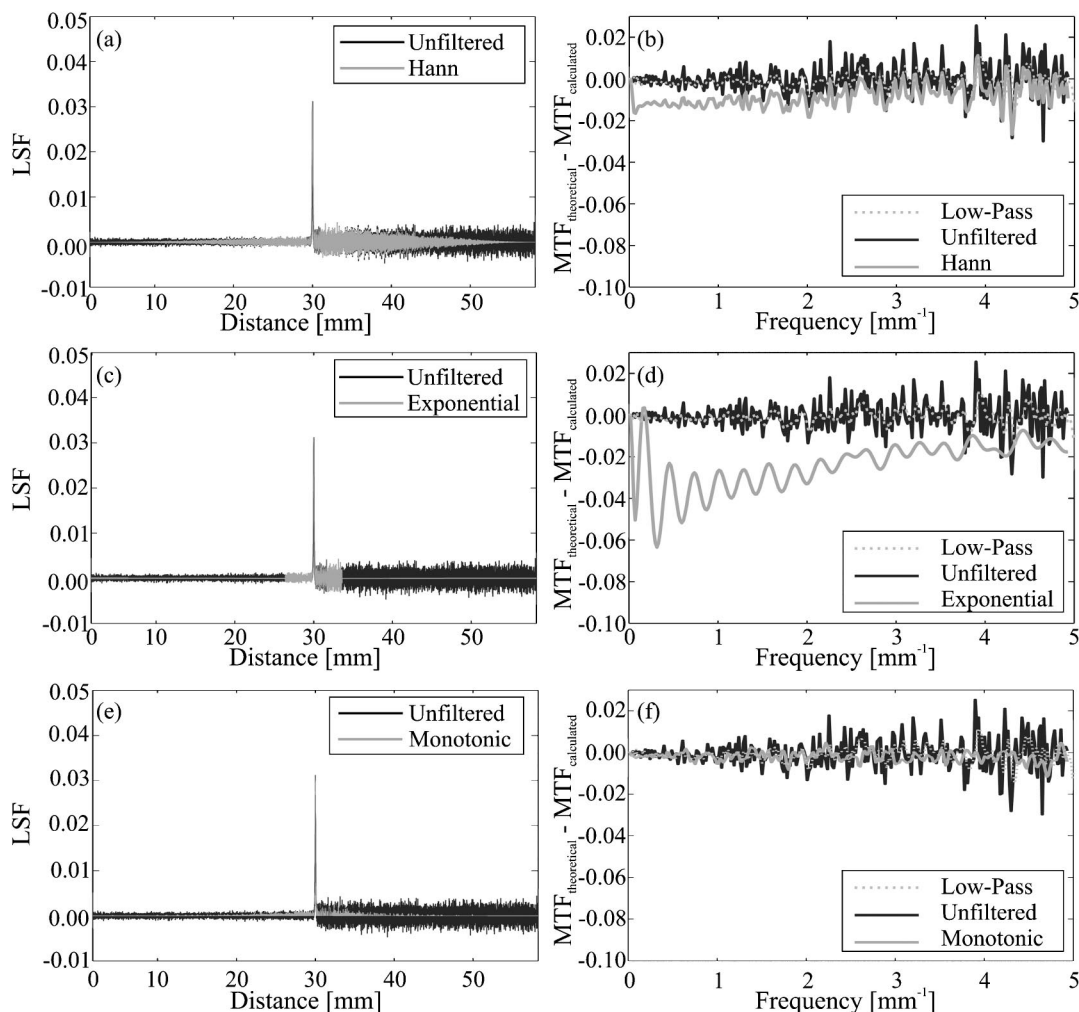 (a)
Unfiltered
Hann
0.05
0.04
0.03
0.02
0.01
0.00
-0.01
LSF
0 10 20 30 40 50
Distance [mm]
(b)
0.02
0.00
-0.02
-0.04
-0.06
-0.08
-0.10
MTFtheoretical - MTFcalculated
Low-Pass
Unfiltered
Hann
0 1 2 3 4 5
Frequency [mm-1]
(c)
Unfiltered
Exponential
0.05
0.04
0.03
0.02
0.01
0.00
-0.01
LSF
0 10 20 30 40 50
Distance [mm]
(d)
0.02
0.00
-0.02
-0.04
-0.06
-0.08
-0.10
MTFtheoretical - MTFcalculated
Low-Pass
Unfiltered
Exponential
0 1 2 3 4 5
Frequency [mm-1]
(e)
Unfiltered
Monotonic
0.05
0.04
0.03
0.02
0.01
0.00
-0.01
LSF
0 10 20 30 40 50
Distance [mm]
(f)
0.02
0.00
-0.02
-0.04
-0.06
-0.08
-0.10
MTFtheoretical - MTFcalculated
Low-Pass
Unfiltered
Monotonic
0 1 2 3 4 5
Frequency [mm-1]